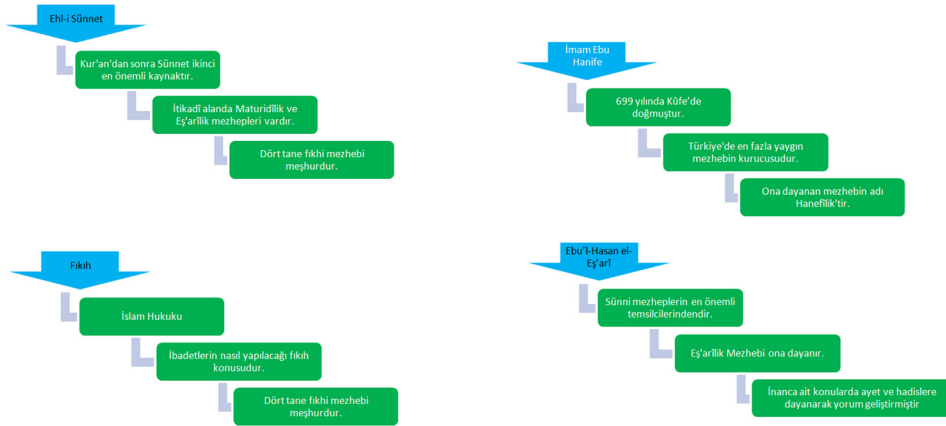 Ehl-i Sünnet
Kur'an'dan sonra Sünnet ikinci
en önemli kaynaktır.
İtikadî alanda Maturidîlik ve
Eş'arîlik mezhepleri vardır.
Dört tane fıkhi mezhebi
meşhurdur.
İmam Ebu
Hanife
699 yılında Kûfe'de
doğmuştur.
Türkiye'de en fazla yaygın
mezhebin kurucusudur.
Ona dayanan mezhebin adı
Hanefîlik'tir.
Fıkıh
İslam Hukuku
İbadetlerin nasıl yapılacağı fıkıh
konusudur.
Dört tane fıkhi mezhebi
meşhurdur.
Ebu'l-Hasan el-
Eş'arî
Sünni mezheplerin en önemli
temsilcilerindendir.
Eş'arîlik Mezhebi ona dayanır.
İnanca ait konularda ayet ve hadislere
dayanarak yorum geliştirmiştir